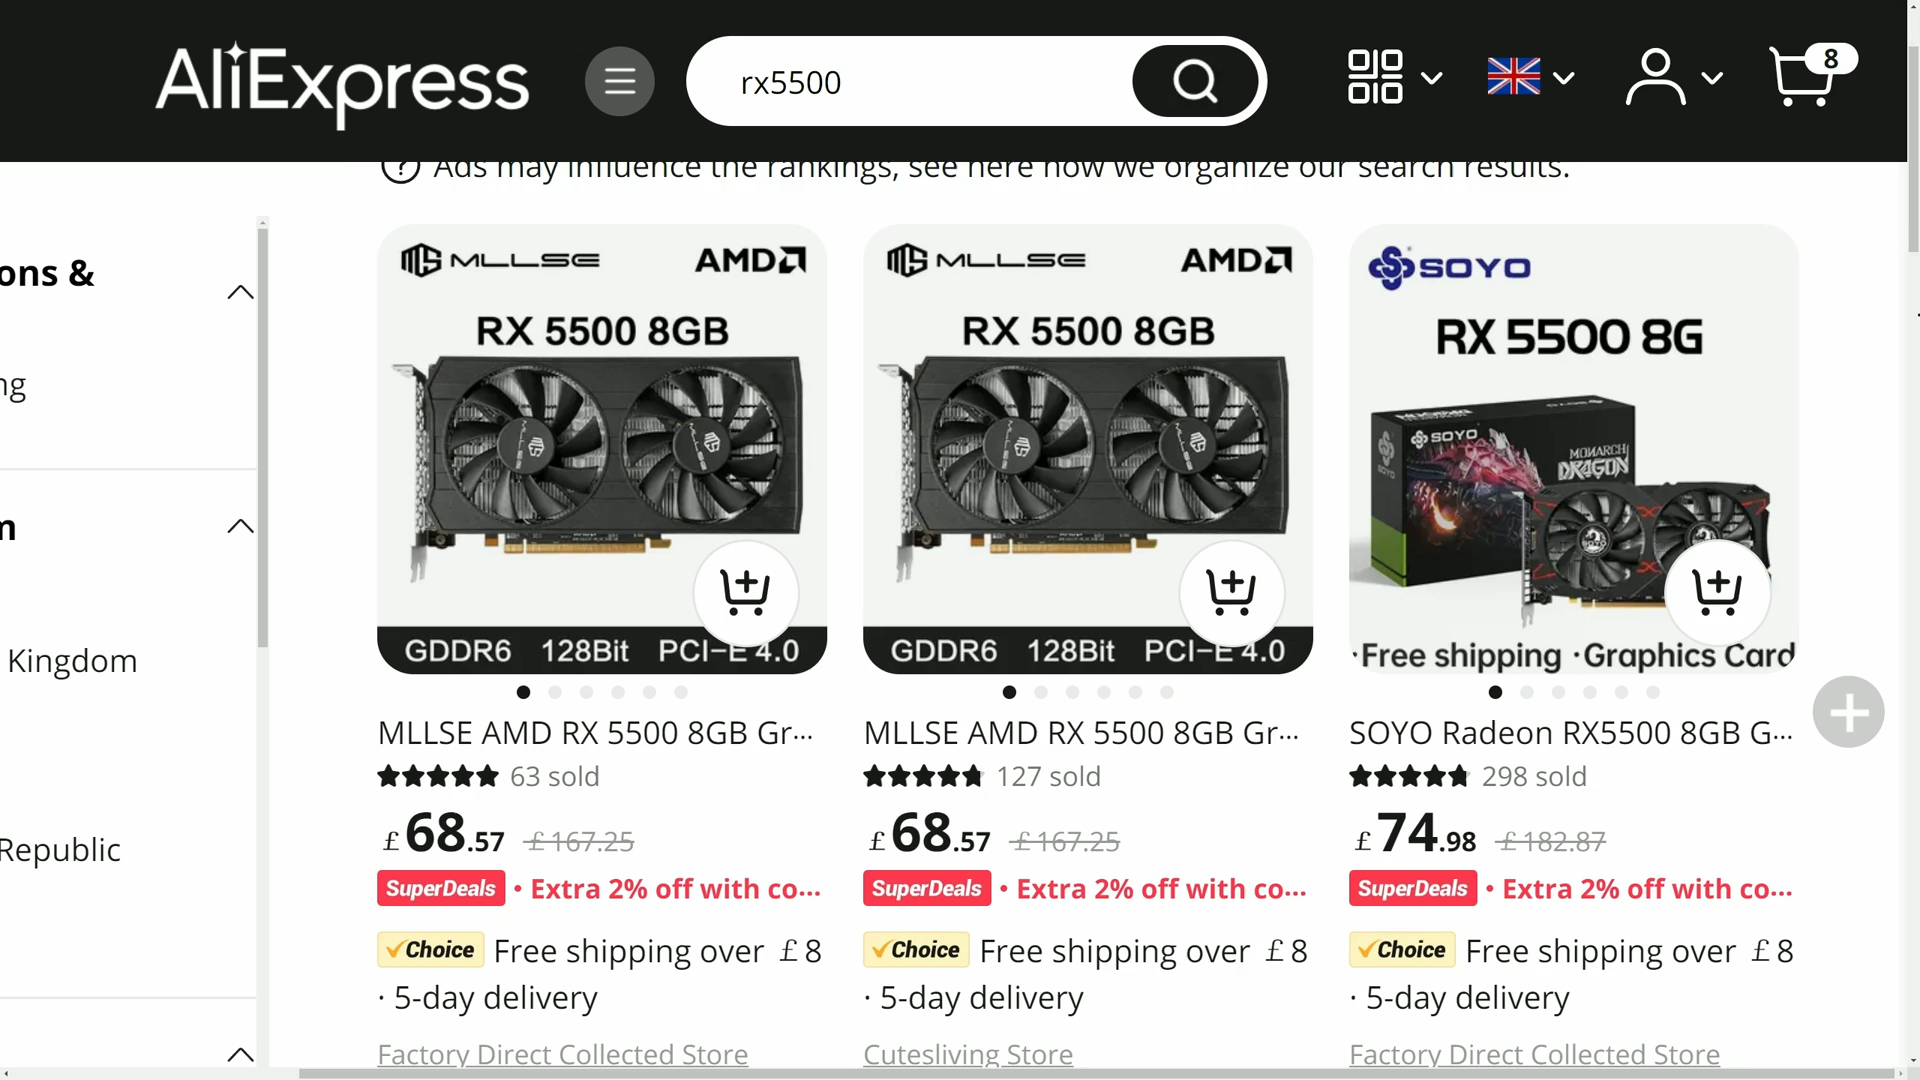 AliExpress
rx5500
8
Ads may influence the rankings, see here how we organize our search results.
ons &
ng
m
Kingdom
Republic
MLLSE AMD
RX 5500 8GB
GDDR6 128Bit PCI-E 4.0
MLLSE AMD RX 5500 8GB Gr...
63 sold
£68.57 £167.25
SuperDeals · Extra 2% off with co...
Choice Free shipping over £8
· 5-day delivery
Factory Direct Collected Store
MLLSE AMD
RX 5500 8GB
GDDR6 128Bit PCI-E 4.0
MLLSE AMD RX 5500 8GB Gr...
127 sold
£68.57 £167.25
SuperDeals · Extra 2% off with co...
Choice Free shipping over £8
· 5-day delivery
Cutesliving Store
SOYO
RX 5500 8G
SOYO
MONARCH
DRAGON
·Free shipping ·Graphics Card
SOYO Radeon RX5500 8GB G...
298 sold
£74.98 £182.87
SuperDeals · Extra 2% off with co...
Choice Free shipping over £8
· 5-day delivery
Factory Direct Collected Store